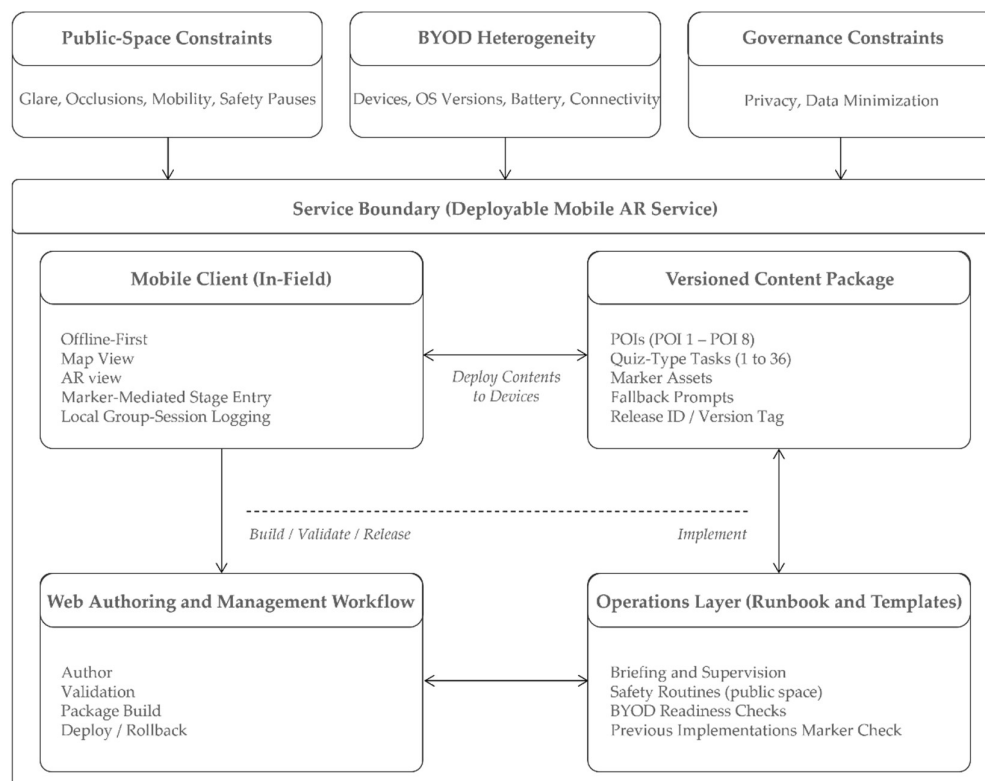 Public-Space Constraints
Glare, Occlusions, Mobility, Safety Pauses
BYOD Heterogeneity
Devices, OS Versions, Battery, Connectivity
Governance Constraints
Privacy, Data Minimization
Service Boundary (Deployable Mobile AR Service)
Mobile Client (In-Field)
Offline-First
Map View
AR view
Marker-Mediated Stage Entry
Local Group-Session Logging
Deploy Contents
to Devices
Versioned Content Package
POIs (POI 1 – POI 8)
Quiz-Type Tasks (1 to 36)
Marker Assets
Fallback Prompts
Release ID / Version Tag
Build / Validate / Release
Implement
Web Authoring and Management Workflow
Author
Validation
Package Build
Deploy / Rollback
Operations Layer (Runbook and Templates)
Briefing and Supervision
Safety Routines (public space)
BYOD Readiness Checks
Previous Implementations Marker Check